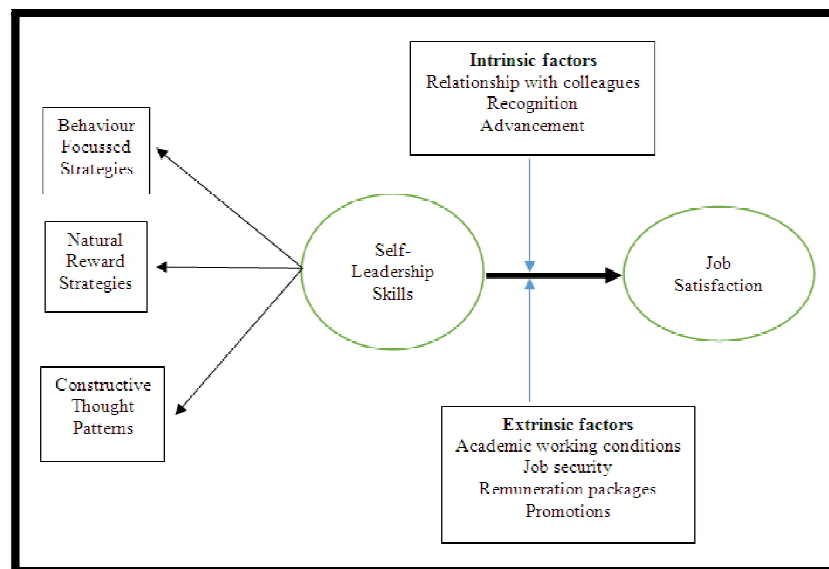 Intrinsic factors
Relationship with colleagues
Recognition
Advancement
Behaviour
Focussed
Strategies
Natural
Reward
Strategies
Constructive
Thought
Patterns
Self-
Leadership
Skills
Job
Satisfaction
Extrinsic factors
Academic working conditions
Job security
Remuneration packages
Promotions